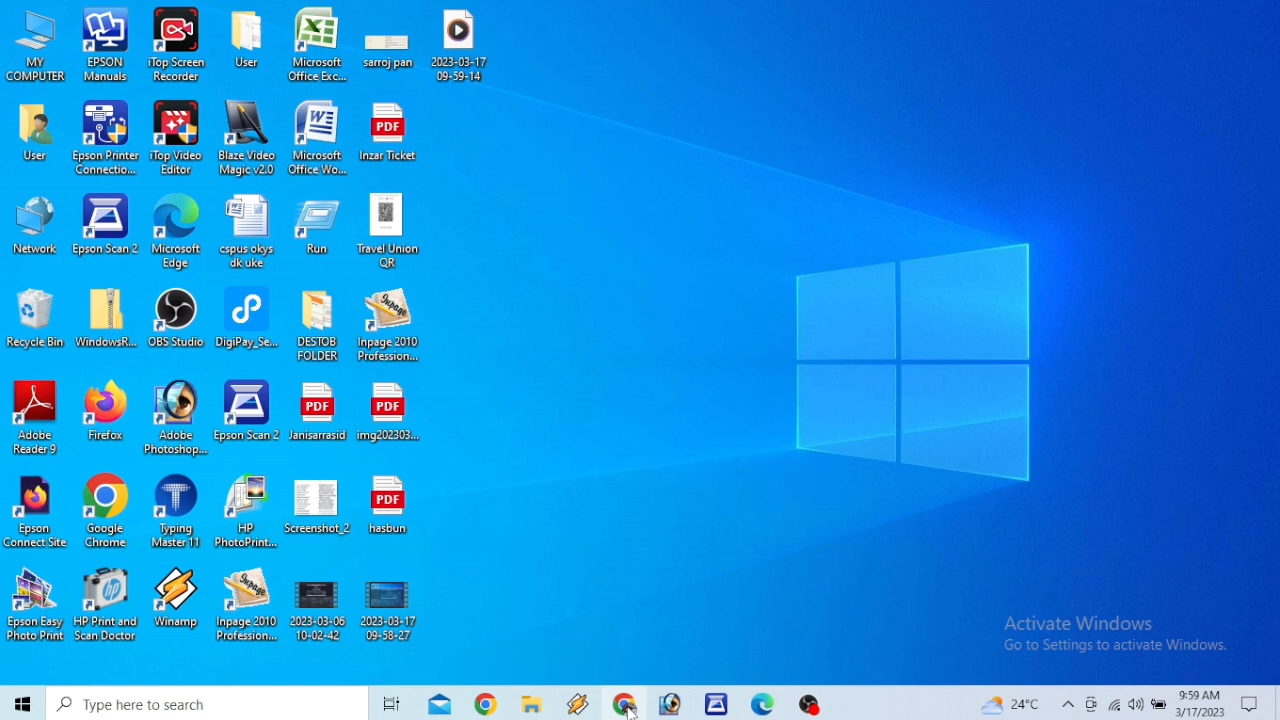 MY
COMPUTER
EPSON
Manuals
iTop Screen
Recorder
User
Microsoft
Office Exc...
sarroj pan
2023-03-17
09-59-14
User
Epson Printer
Connectio...
iTop Video
Editor
Blaze Video
Magic v2.0
Microsoft
Office Wo...
PDF
Inzar Ticket
Network
Epson Scan 2
Microsoft
Edge
cspus okys
dk uke
Run
Travel Union
QR
Recycle Bin
WindowsR...
OBS Studio
DigiPay_Se...
DESTOB
FOLDER
Inpage
Inpage 2010
Profession...
Adobe
Reader 9
Firefox
Adobe
Photoshop...
Epson Scan 2
PDF
Janisarrasid
PDF
img202303...
Epson
Connect Site
Google
Chrome
Typing
Master 11
HP
PhotoPrint...
Screenshot_2
PDF
hasbun
Epson Easy
Photo Print
HP Print and
Scan Doctor
Winamp
Inpage
Inpage 2010
Profession...
2023-03-06
10-02-42
2023-03-17
09-58-27
Activate Windows
Go to Settings to activate Windows.
Type here to search
24°C
9:59 AM
3/17/2023